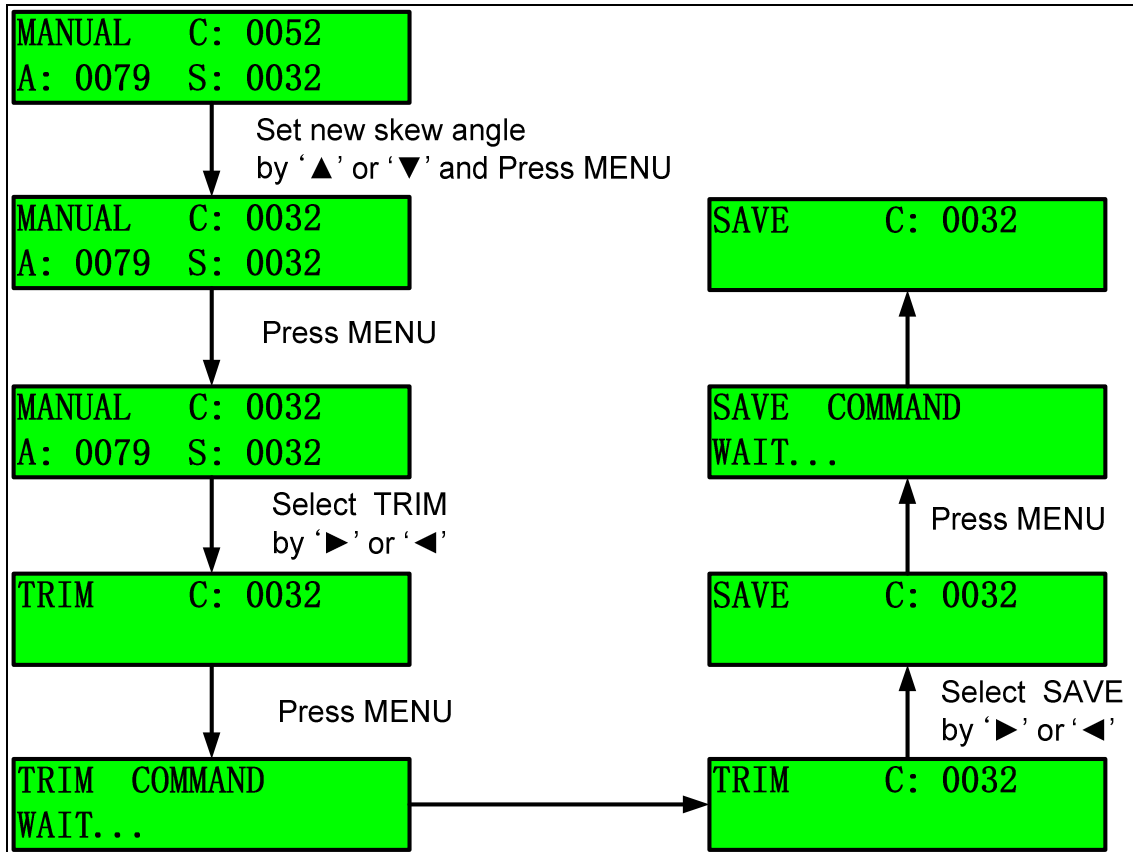 MANUAL C: 0052
A: 0079 S: 0032
Set new skew angle
by ‘▲’ or ‘▼’ and Press MENU
MANUAL C: 0032
A: 0079 S: 0032
Press MENU
MANUAL C: 0032
A: 0079 S: 0032
Select TRIM
by ‘►’ or ‘◄’
TRIM C: 0032
Press MENU
TRIM COMMAND
WAIT...
TRIM C: 0032
Select SAVE
by ‘►’ or ‘◄’
SAVE C: 0032
Press MENU
SAVE COMMAND
WAIT...
SAVE C: 0032